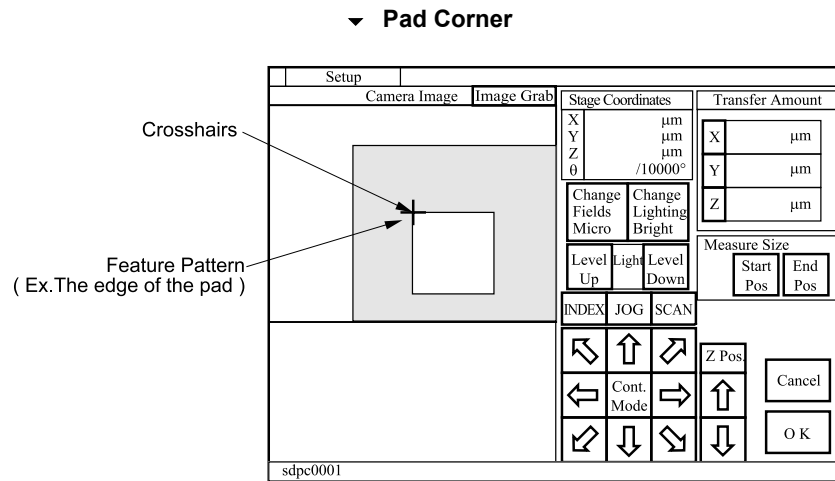 Pad Corner
Setup
Camera Image
Image Grab
Crosshairs
Feature Pattern
( Ex.The edge of the pad )
Stage Coordinates
X μm
Y μm
Z μm
θ /10000°
Transfer Amount
X μm
Y μm
Z μm
Change
Fields
Micro
Change
Lighting
Bright
Level
Up
Light
Level
Down
Measure Size
Start
Pos
End
Pos
INDEX
JOG
SCAN
Cont.
Mode
Z Pos.
Cancel
O K
sdpc0001